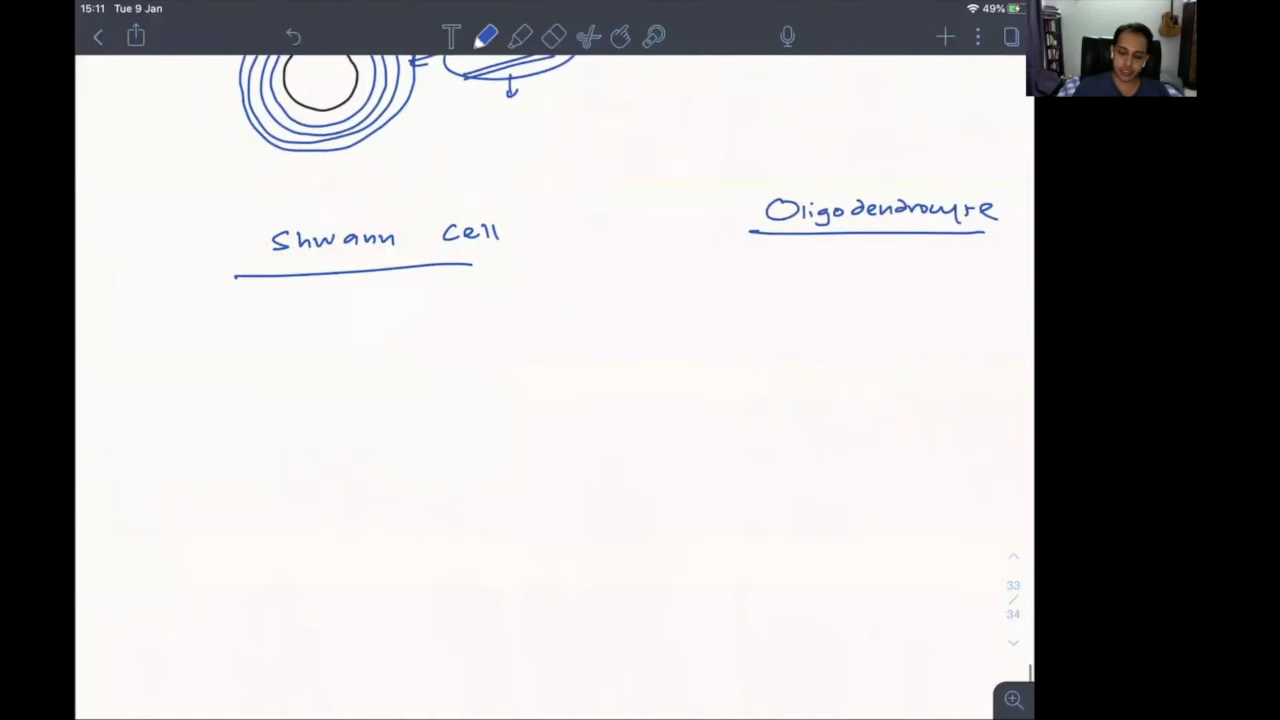 15:11 Tue 9 Jan
49%
T
Oligodendrocyte
Shwann Cell
33
/
34